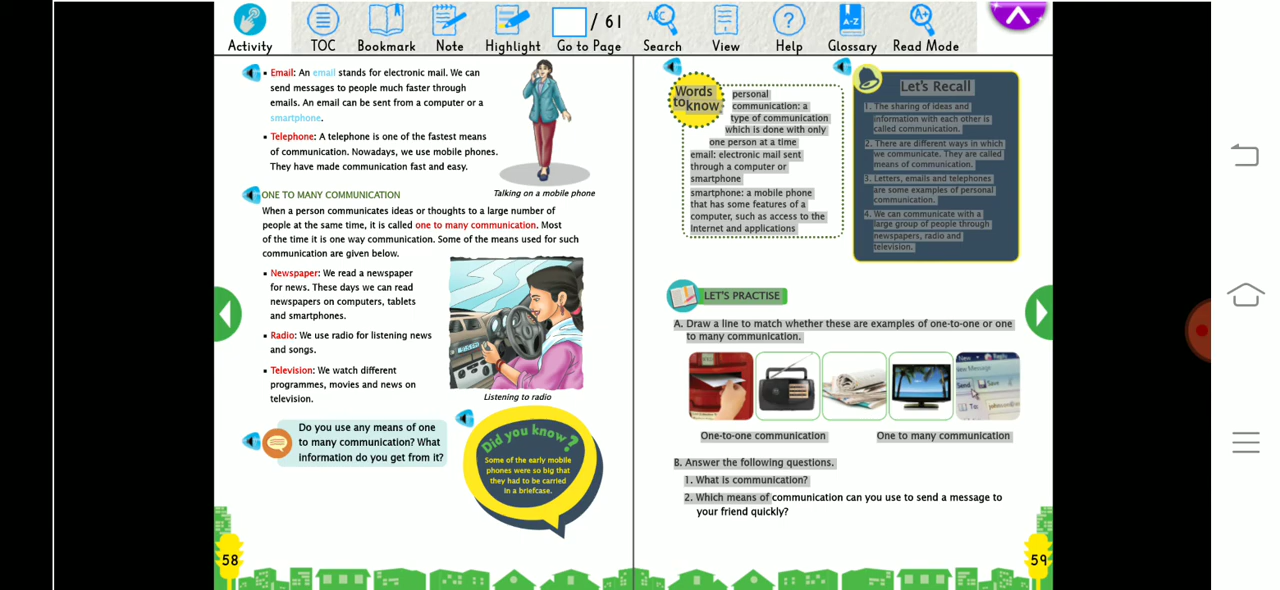 Activity
TOC
Bookmark
Note
Highlight
/ 61
Go to Page
ABC
Search
View
?
Help
A-Z
Glossary
A+
Read Mode
▪ Email: An email stands for electronic mail. We can
send messages to people much faster through
emails. An email can be sent from a computer or a
smartphone.
▪ Telephone: A telephone is one of the fastest means
of communication. Nowadays, we use mobile phones.
They have made communication fast and easy.
Talking on a mobile phone
ONE TO MANY COMMUNICATION
When a person communicates ideas or thoughts to a large number of
people at the same time, it is called one to many communication. Most
of the time it is one way communication. Some of the means used for such
communication are given below.
▪ Newspaper: We read a newspaper
for news. These days we can read
newspapers on computers, tablets
and smartphones.
▪ Radio: We use radio for listening news
and songs.
▪ Television: We watch different
programmes, movies and news on
television.
Listening to radio
Do you use any means of one
to many communication? What
information do you get from it?
Did you know?
Some of the early mobile
phones were so big that
they had to be carried
in a briefcase.
58
Words
to know
personal
communication: a
type of communication
which is done with only
one person at a time
email: electronic mail sent
through a computer or
smartphone
smartphone: a mobile phone
that has some features of a
computer, such as access to the
Internet and applications
Let's Recall
1. The sharing of ideas and
information with each other is
called communication.
2. There are different ways in which
we communicate. They are called
means of communication.
3. Letters, emails and telephones
are some examples of personal
communication.
4. We can communicate with a
large group of people through
newspapers, radio and
television.
LET'S PRACTISE
A. Draw a line to match whether these are examples of one-to-one or one
to many communication.
New
Reply
New Message
Send
Save
To:
One-to-one communication
One to many communication
B. Answer the following questions.
1. What is communication?
2. Which means of communication can you use to send a message to
your friend quickly?
59